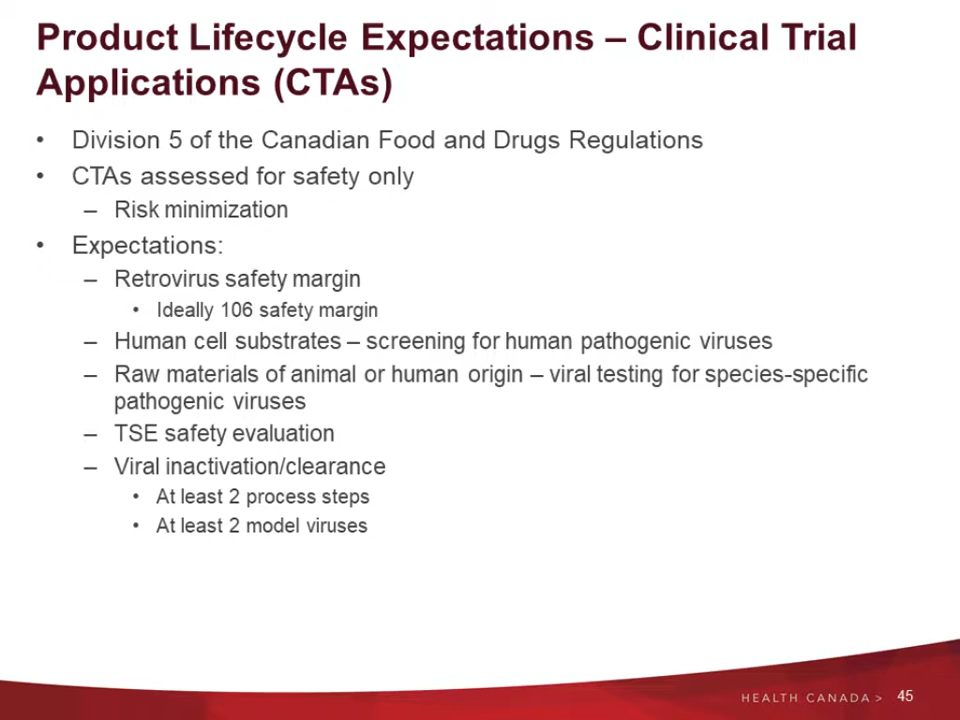 Product Lifecycle Expectations – Clinical Trial
Applications (CTAs)
• Division 5 of the Canadian Food and Drugs Regulations
• CTAs assessed for safety only
– Risk minimization
• Expectations:
– Retrovirus safety margin
• Ideally 106 safety margin
– Human cell substrates – screening for human pathogenic viruses
– Raw materials of animal or human origin – viral testing for species-specific
pathogenic viruses
– TSE safety evaluation
– Viral inactivation/clearance
• At least 2 process steps
• At least 2 model viruses
HEALTH CANADA > 45